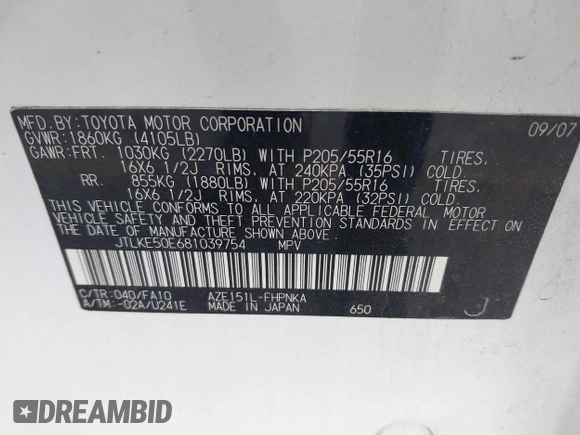 MFD. BY: TOYOTA MOTOR CORPORATION 09/07
GVWR: 1860KG (4105LB)
GAWR: FRT. 1030KG (2270LB) WITH P205/55R16 TIRES.
16X6 1/2J RIMS, AT 240KPA (35PSI) COLD.
RR. 855KG (1880LB) WITH P205/55R16 TIRES.
16X6 1/2J RIMS, AT 220KPA (32PSI) COLD.
THIS VEHICLE CONFORMS TO ALL APPLICABLE FEDERAL MOTOR
VEHICLE SAFETY AND THEFT PREVENTION STANDARDS IN EFFECT ON
THE DATE OF MANUFACTURE SHOWN ABOVE.
JTLKE50E681039754 MPV
C/TR: 040/FA10 AZE151L-FHPNKA
A/TM: -02A/U241E MADE IN JAPAN 650 J
DREAMBID